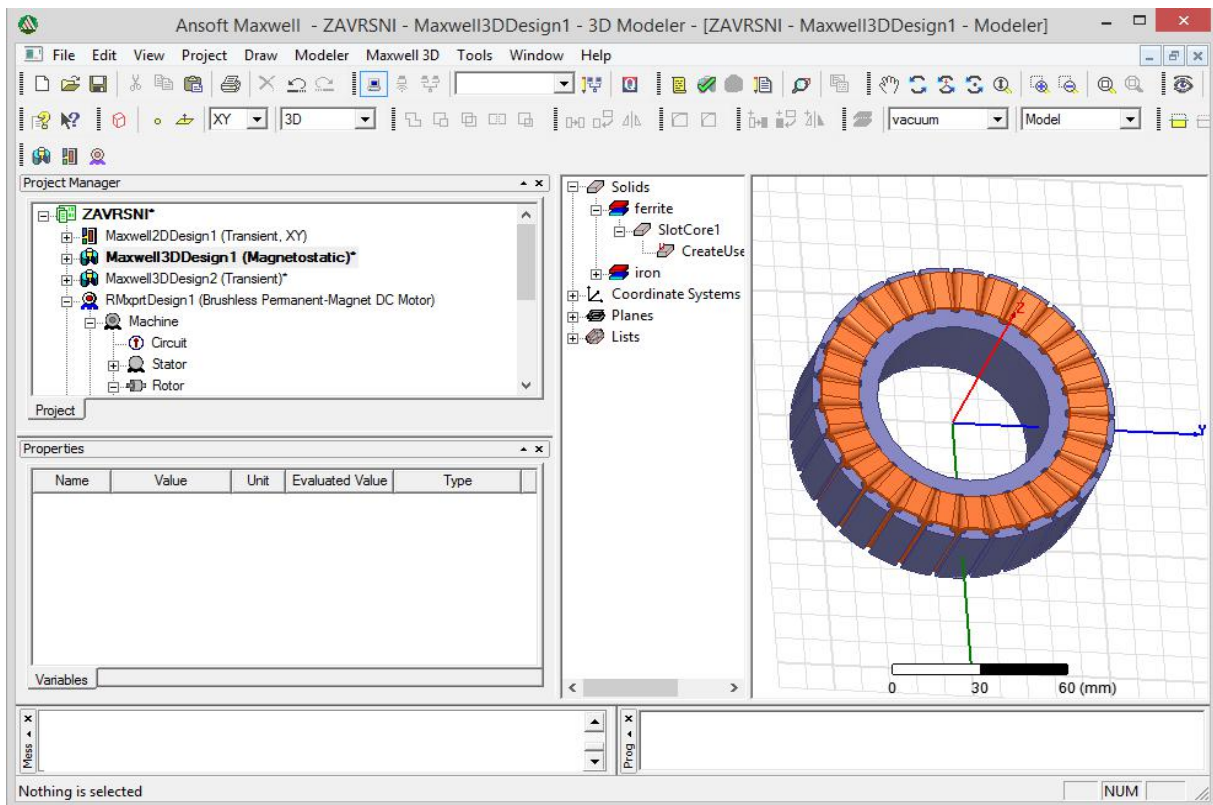 Ansoft Maxwell - ZAVRSNI - Maxwell3DDesign1 - 3D Modeler - [ZAVRSNI - Maxwell3DDesign1 - Modeler]
File Edit View Project Draw Modeler Maxwell 3D Tools Window Help
XY 3D vacuum Model
Project Manager
ZAVRSNI*
Maxwell2DDesign1 (Transient, XY)
Maxwell3DDesign1 (Magnetostatic)*
Maxwell3DDesign2 (Transient)*
RMxprtDesign1 (Brushless Permanent-Magnet DC Motor)
Machine
Circuit
Stator
Rotor
Project
Properties
Name Value Unit Evaluated Value Type
Variables
Solids
ferrite
SlotCore1
CreateUse
iron
Coordinate Systems
Planes
Lists
Z
Y
0 30 60 (mm)
Mess
Prog
Nothing is selected
NUM